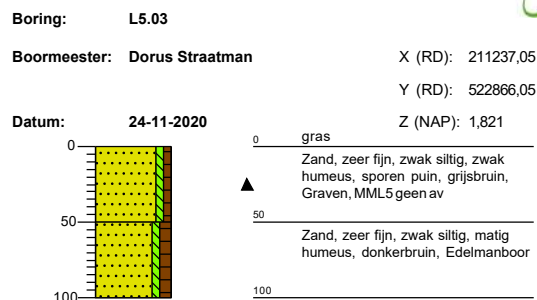 Boring: L5.03
Boormeester: Dorus Straatman X (RD): 211237,05
Y (RD): 522866,05
Datum: 24-11-2020 Z (NAP): 1,821
0 0 gras
Zand, zeer fijn, zwak siltig, zwak
humeus, sporen puin, grijsbruin,
Graven, MML5 geen av
50 50
Zand, zeer fijn, zwak siltig, matig
humeus, donkerbruin, Edelmanboor
100 100